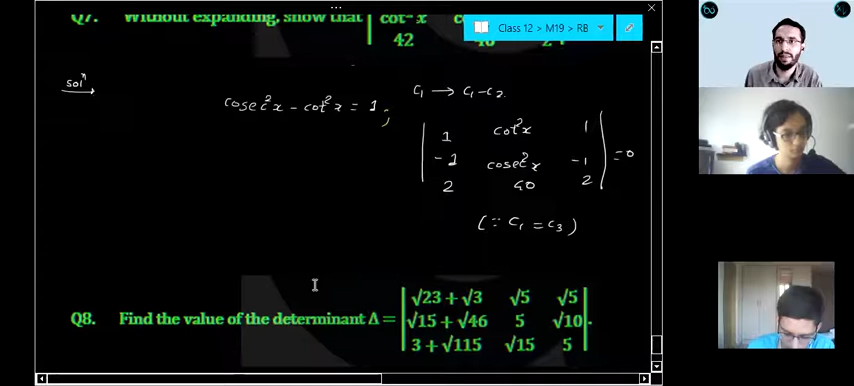 Q7. Without expanding, show that | cot² x
42
Class 12 > M19 > RB
Solⁿ
cosec²x − cot²x = 1 ;
C₁ ⟶ C₁−C₂.
| 1 cot²x 1 |
| −1 cosec²x −1 | = 0
| 2 40 2 |
(∵ C₁ = C₃)
Q8. Find the value of the determinant Δ = | √23 + √3 √5 √5 |
| √15 + √46 5 √10 | .
| 3 + √115 √15 5 |